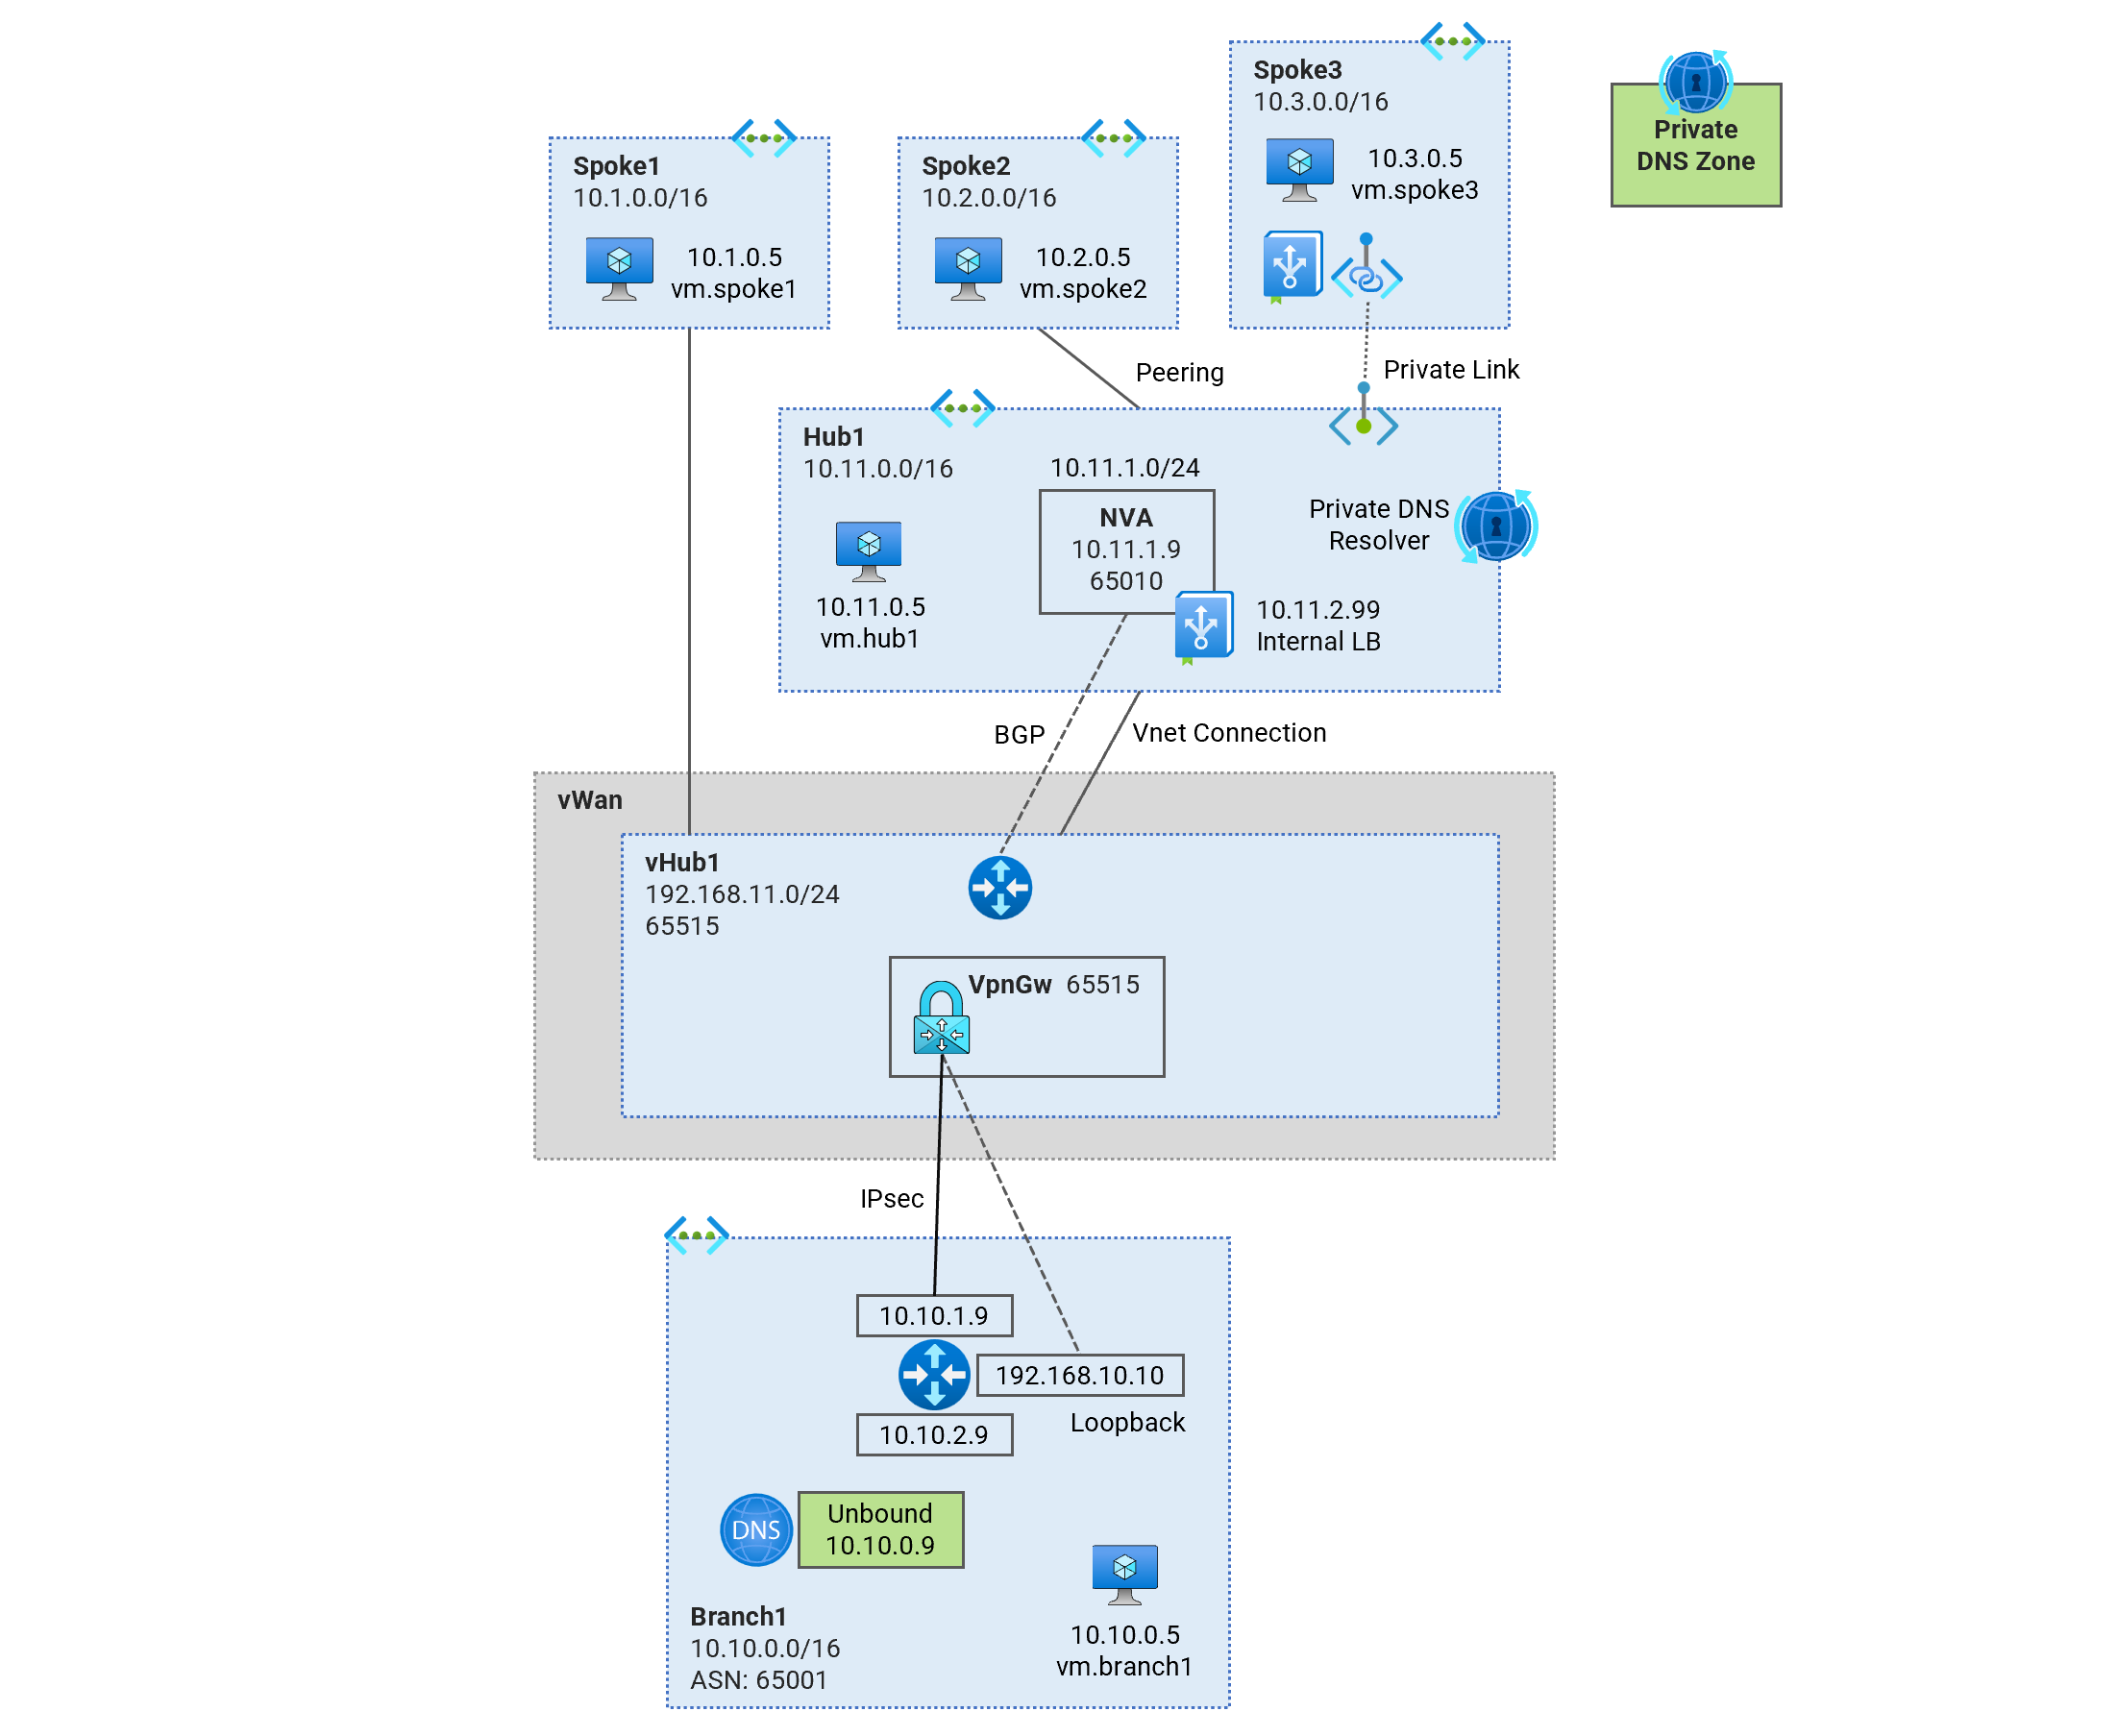 Spoke3
10.3.0.0/16
10.3.0.5
vm.spoke3
Private
DNS Zone
Spoke1
10.1.0.0/16
10.1.0.5
vm.spoke1
Spoke2
10.2.0.0/16
10.2.0.5
vm.spoke2
Peering
Private Link
Hub1
10.11.0.0/16
10.11.1.0/24
NVA
10.11.1.9
65010
Private DNS
Resolver
10.11.0.5
vm.hub1
10.11.2.99
Internal LB
BGP
Vnet Connection
vWan
vHub1
192.168.11.0/24
65515
VpnGw 65515
IPsec
10.10.1.9
192.168.10.10
Loopback
10.10.2.9
DNS
Unbound
10.10.0.9
Branch1
10.10.0.0/16
ASN: 65001
10.10.0.5
vm.branch1